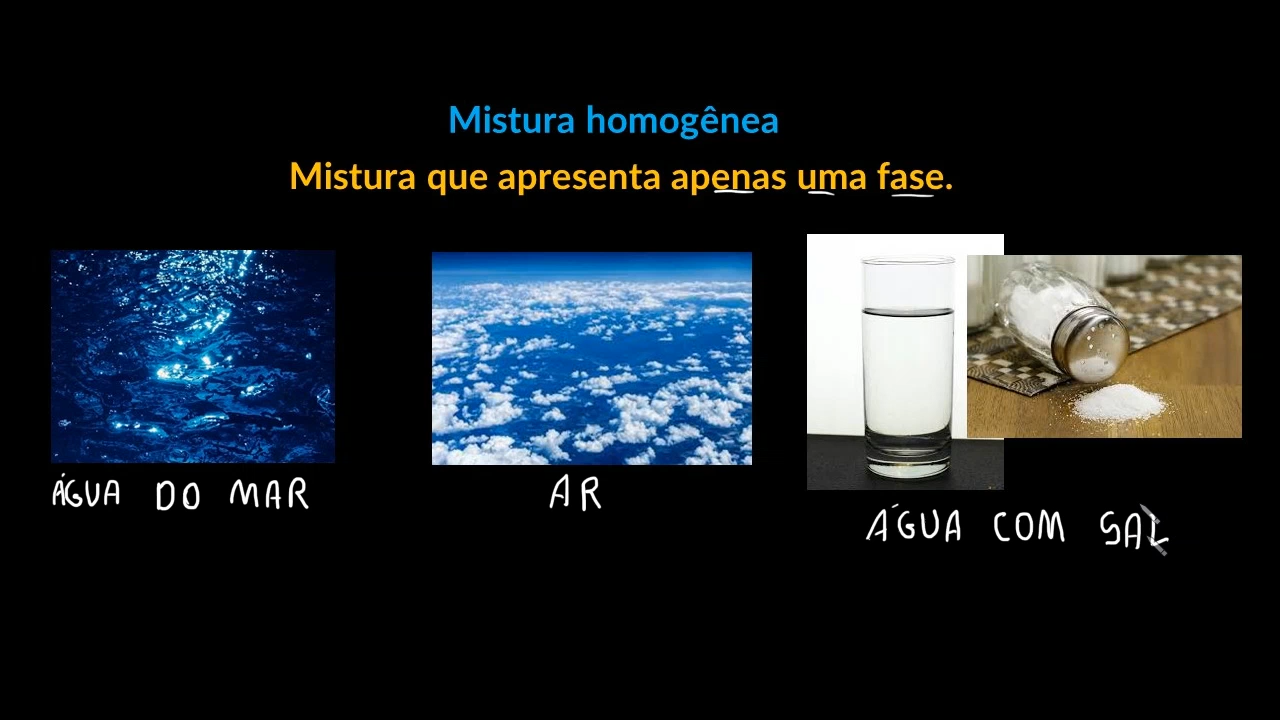 Mistura homogênea
Mistura que apresenta apenas uma fase.
ÁGUA DO MAR
AR
ÁGUA COM SAL